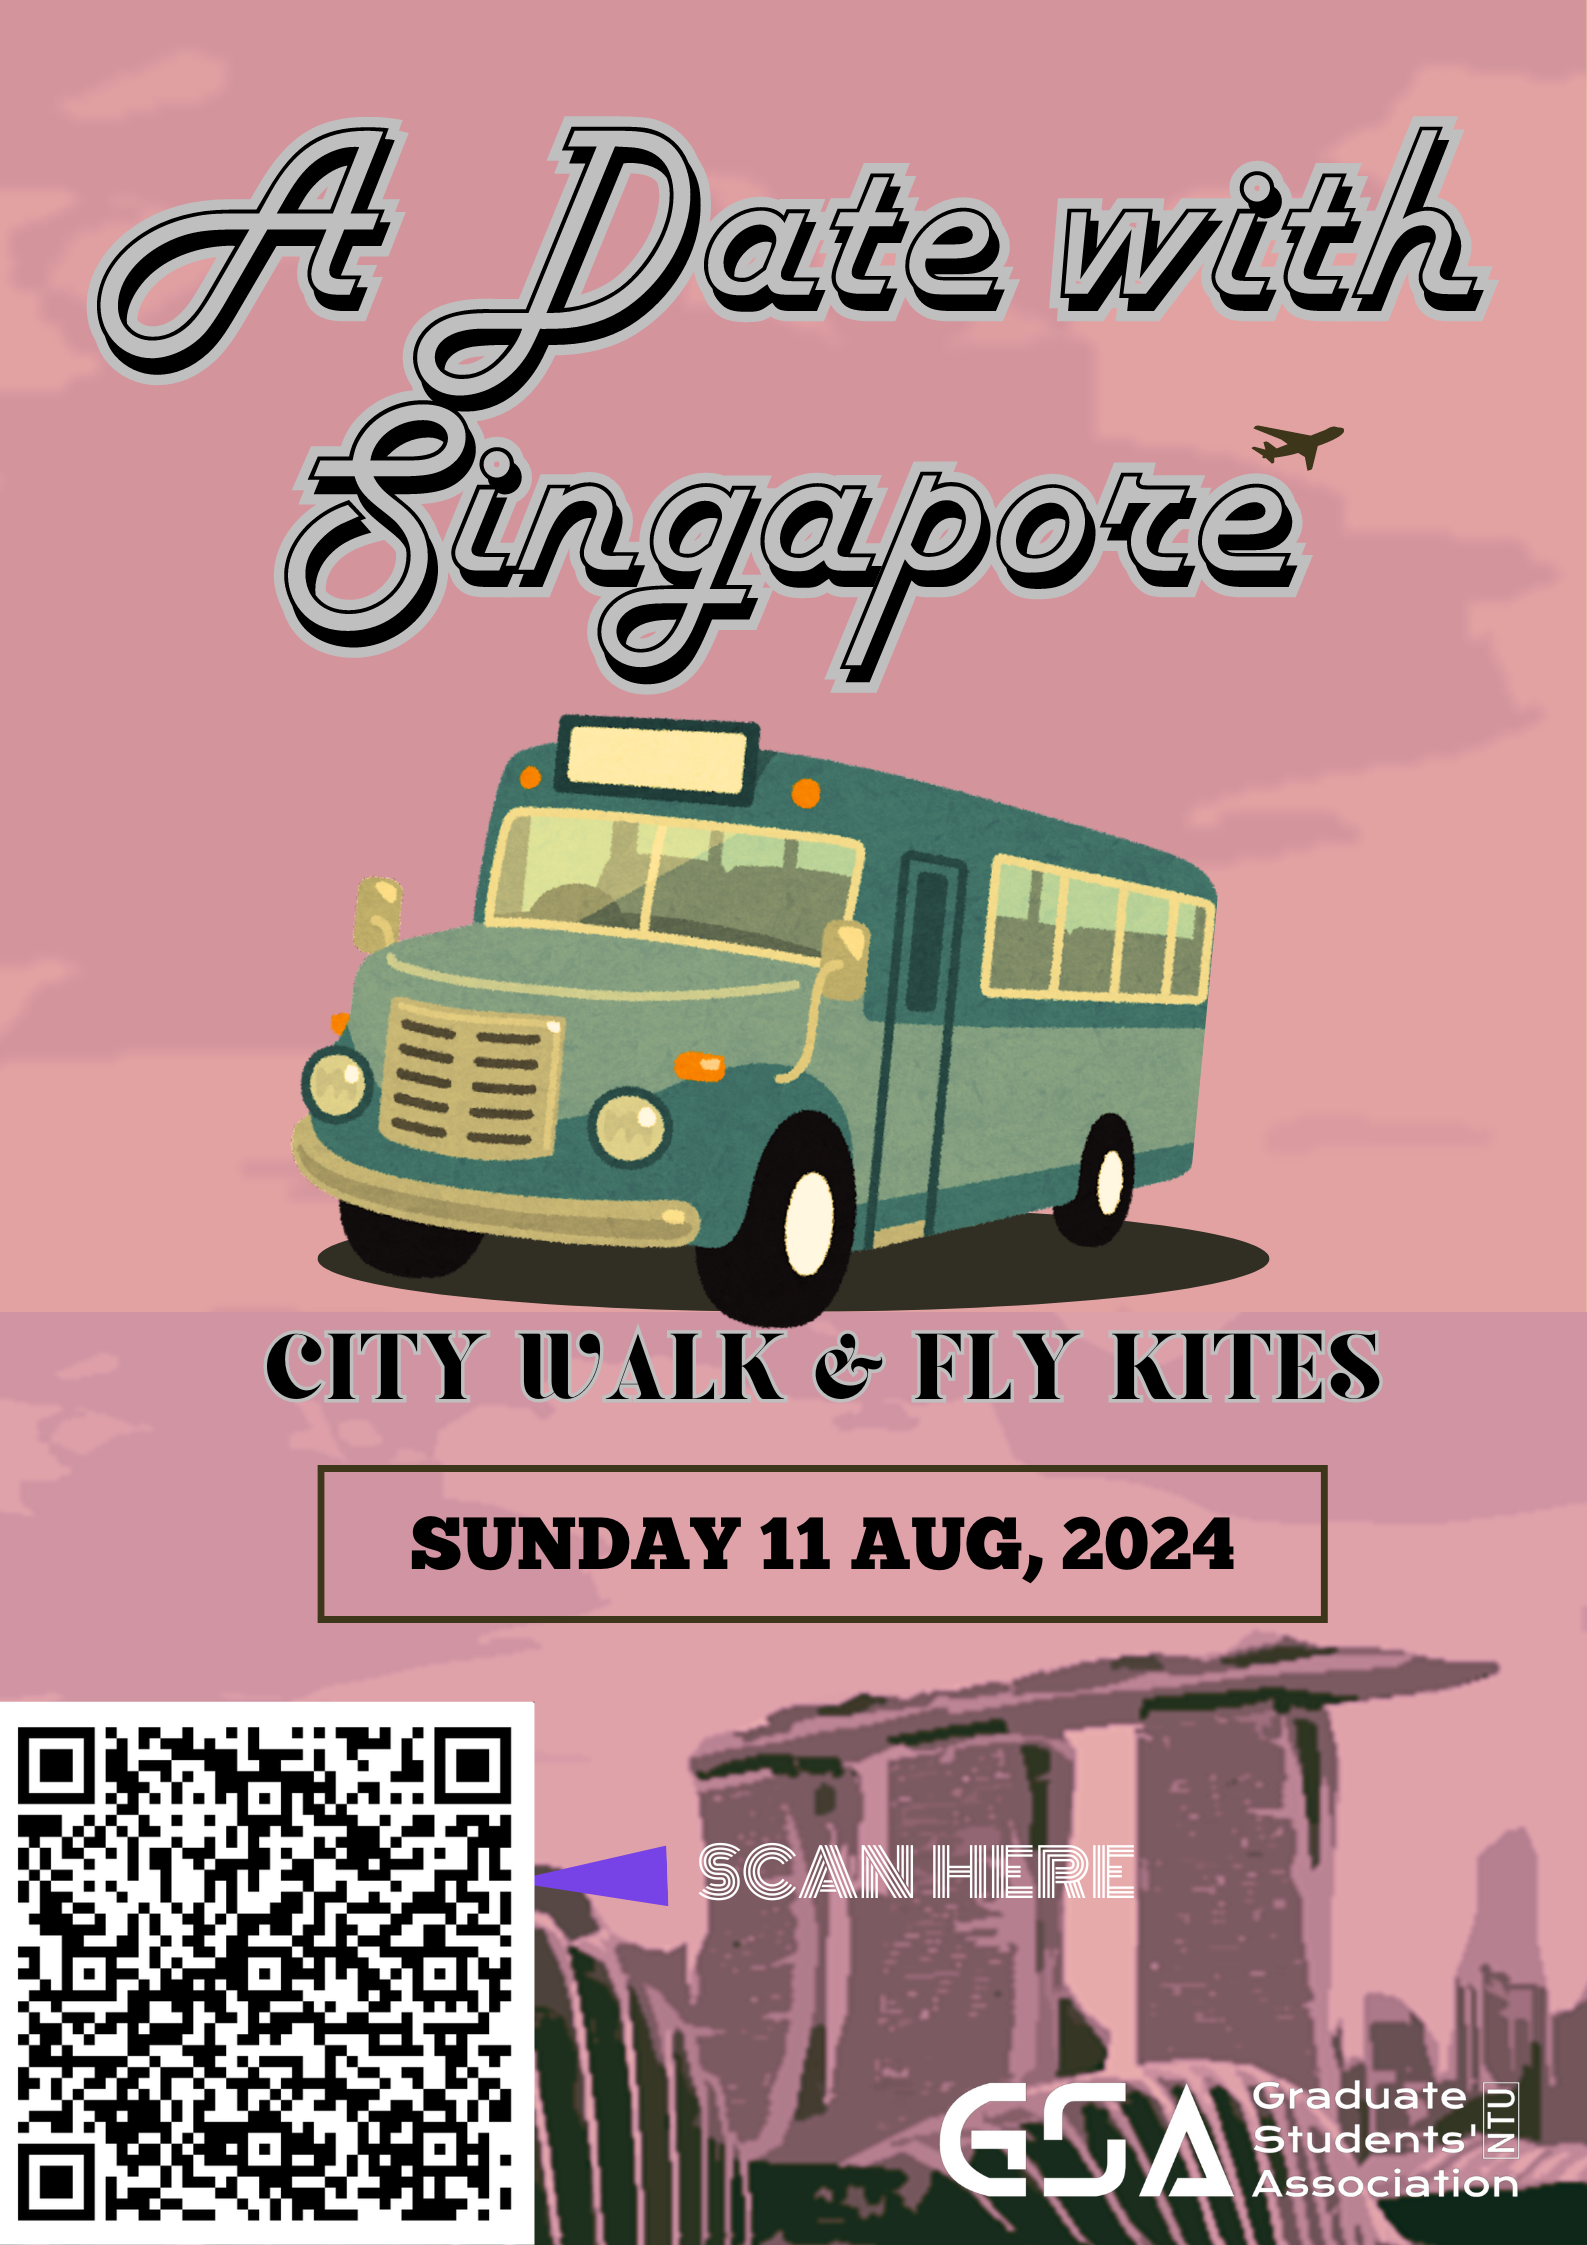 A Date with
Singapore
CITY WALK & FLY KITES
SUNDAY 11 AUG, 2024
SCAN HERE
GSA
Graduate
Students'
Association
NTU